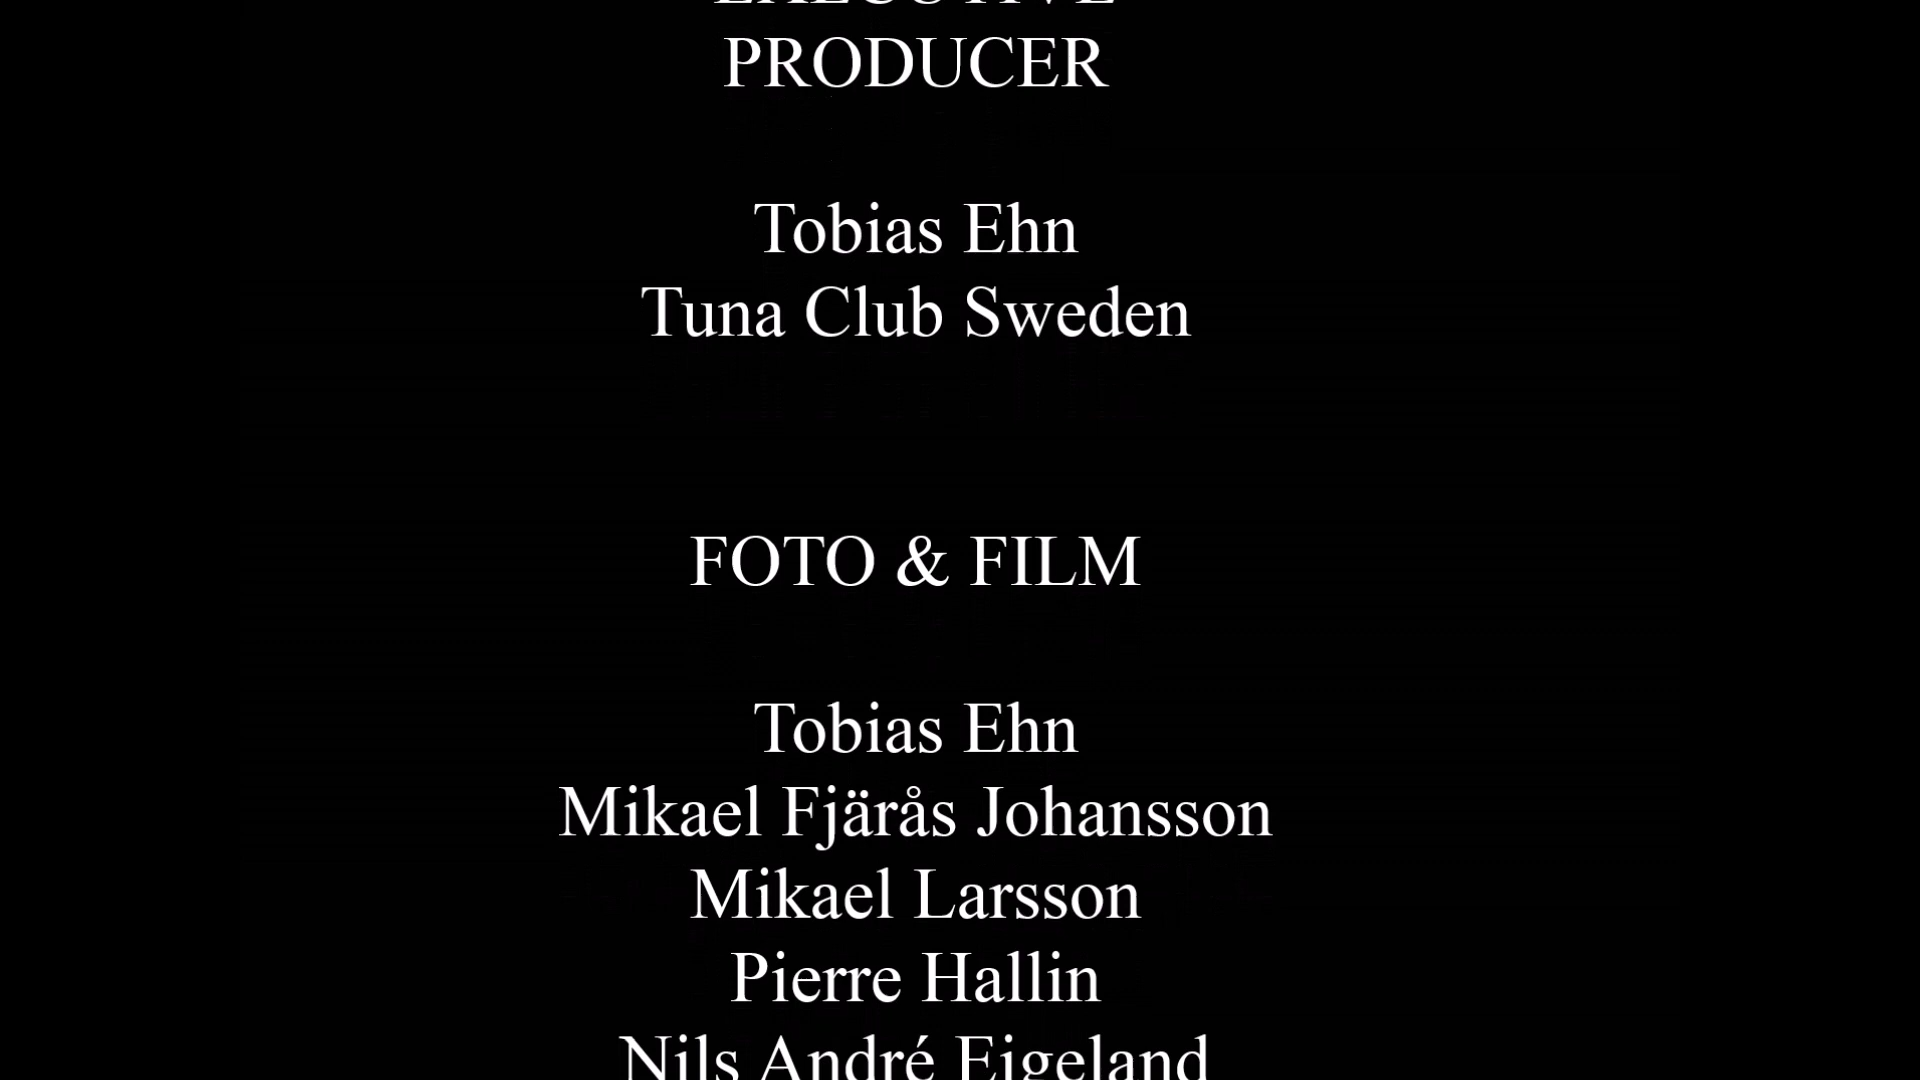 EXECUTIVE
PRODUCER
Tobias Ehn
Tuna Club Sweden
FOTO & FILM
Tobias Ehn
Mikael Fjärås Johansson
Mikael Larsson
Pierre Hallin
Nils André Eigeland